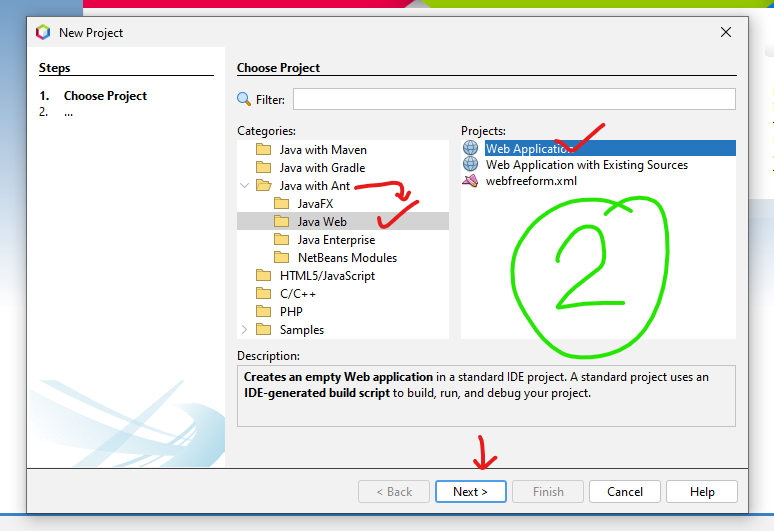 New Project
Steps
1. Choose Project
2. ...
Choose Project
Filter:
Categories:
Java with Maven
Java with Gradle
Java with Ant
JavaFX
Java Web
Java Enterprise
NetBeans Modules
HTML5/JavaScript
C/C++
PHP
Samples
Projects:
Web Application
Web Application with Existing Sources
webfreeform.xml
2
Description:
Creates an empty Web application in a standard IDE project. A standard project uses an
IDE-generated build script to build, run, and debug your project.
< Back Next > Finish Cancel Help